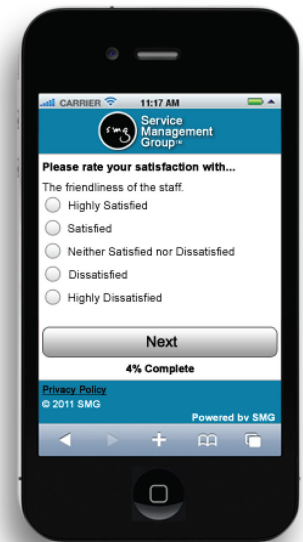 CARRIER 11:17 AM
smg
Service
Management
Group™
Please rate your satisfaction with...
The friendliness of the staff.
Highly Satisfied
Satisfied
Neither Satisfied nor Dissatisfied
Dissatisfied
Highly Dissatisfied
Next
4% Complete
Privacy Policy
© 2011 SMG
Powered by SMG